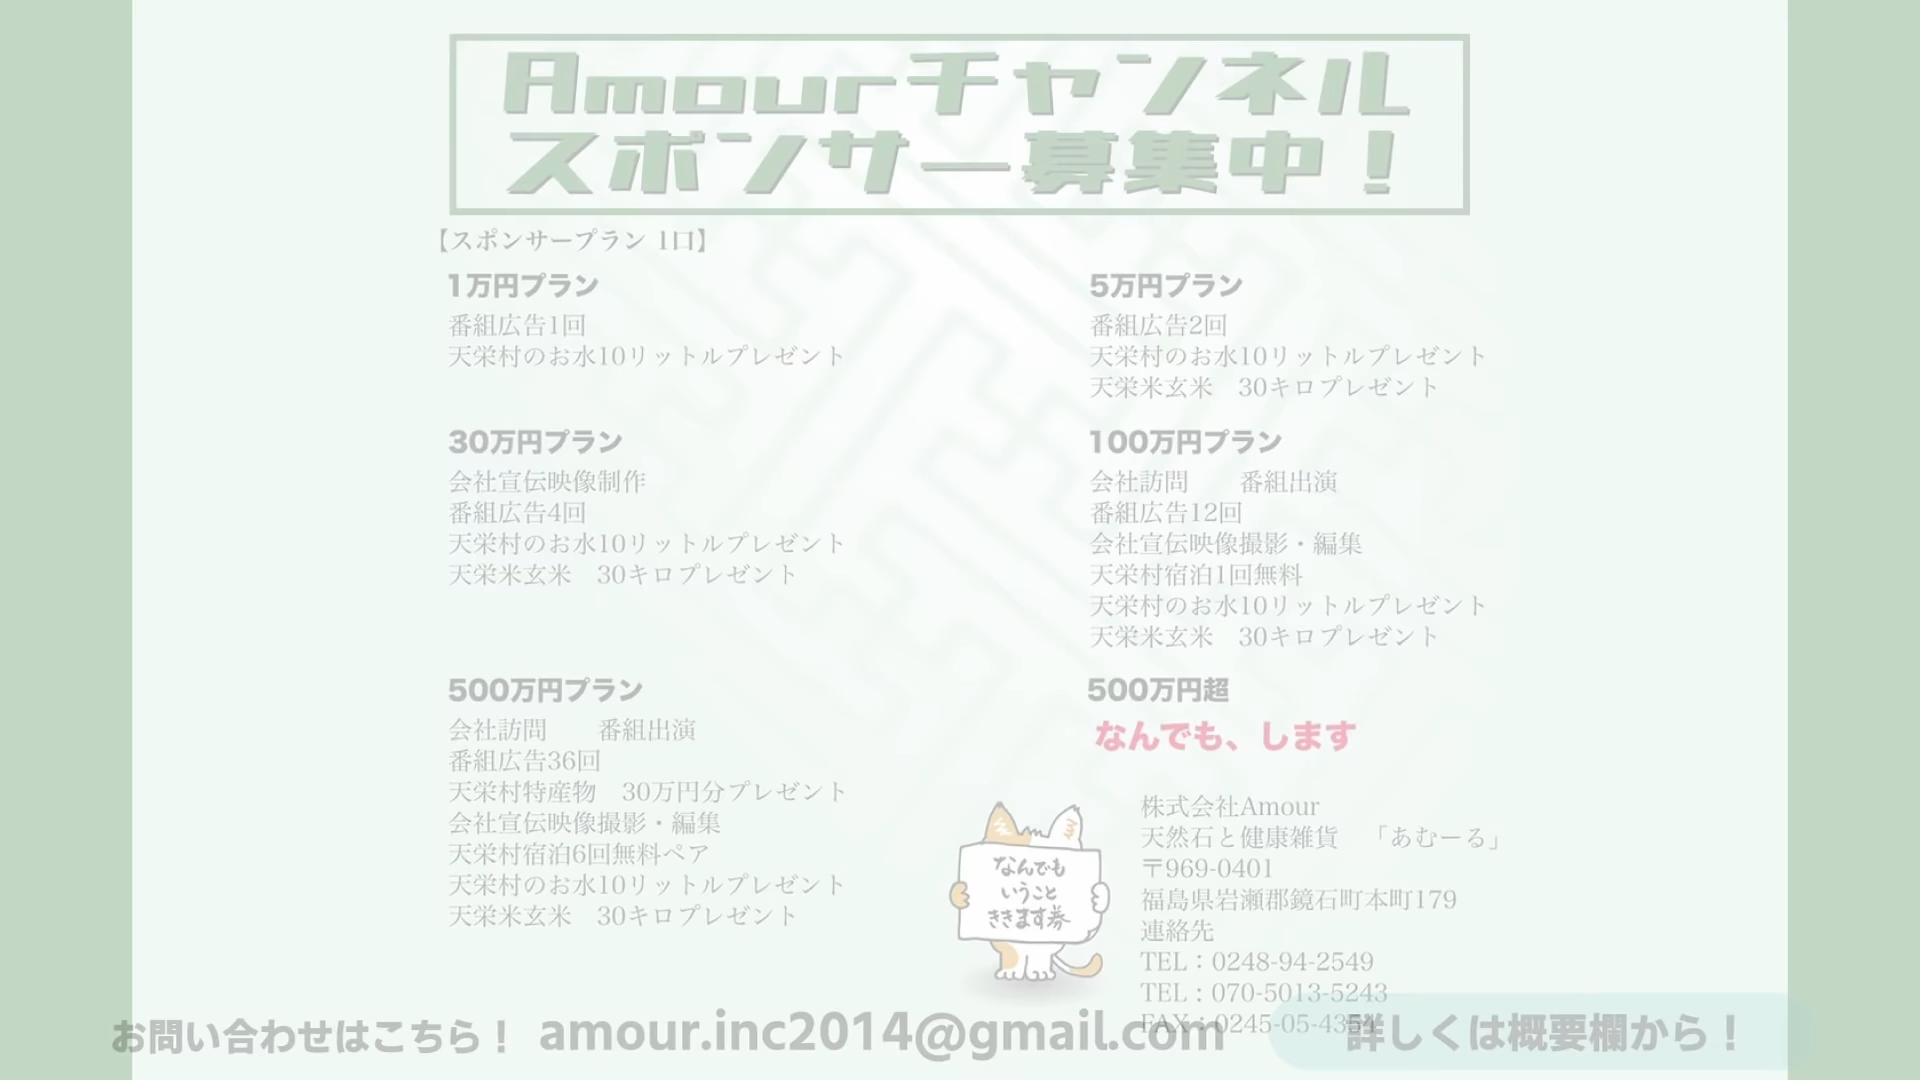 Amourチャンネル
スポンサー募集中！
【スポンサープラン 1口】
1万円プラン
番組広告1回
天栄村のお水10リットルプレゼント
5万円プラン
番組広告2回
天栄村のお水10リットルプレゼント
天栄米玄米　30キロプレゼント
30万円プラン
会社宣伝映像制作
番組広告4回
天栄村のお水10リットルプレゼント
天栄米玄米　30キロプレゼント
100万円プラン
会社訪問　　番組出演
番組広告12回
会社宣伝映像撮影・編集
天栄村宿泊1回無料
天栄村のお水10リットルプレゼント
天栄米玄米　30キロプレゼント
500万円プラン
会社訪問　　番組出演
番組広告36回
天栄村特産物　30万円分プレゼント
会社宣伝映像撮影・編集
天栄村宿泊6回無料ペア
天栄村のお水10リットルプレゼント
天栄米玄米　30キロプレゼント
500万円超
なんでも、します
なんでも
いうこと
ききます券
株式会社Amour
天然石と健康雑貨　「あむーる」
〒969-0401
福島県岩瀬郡鏡石町本町179
連絡先
TEL：0248-94-2549
TEL：070-5013-5243
FAX：0245-05-4354
お問い合わせはこちら！ amour.inc2014@gmail.com
詳しくは概要欄から！